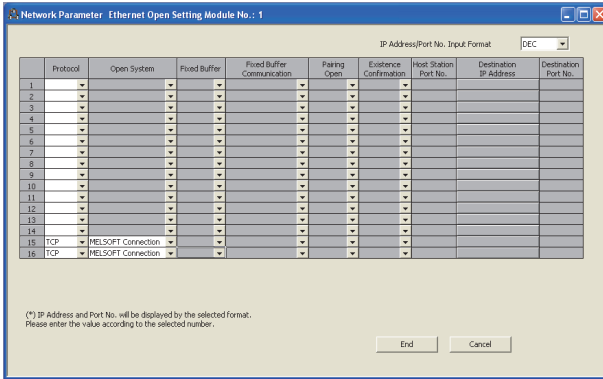 Network Parameter Ethernet Open Setting Module No.: 1
IP Address/Port No. Input Format DEC
Protocol Open System Fixed Buffer Fixed Buffer Communication Pairing Open Existence Confirmation Host Station Port No. Destination IP Address Destination Port No.
1
2
3
4
5
6
7
8
9
10
11
12
13
14
15 TCP MELSOFT Connection
16 TCP MELSOFT Connection
(*) IP Address and Port No. will be displayed by the selected format.
Please enter the value according to the selected number.
End Cancel